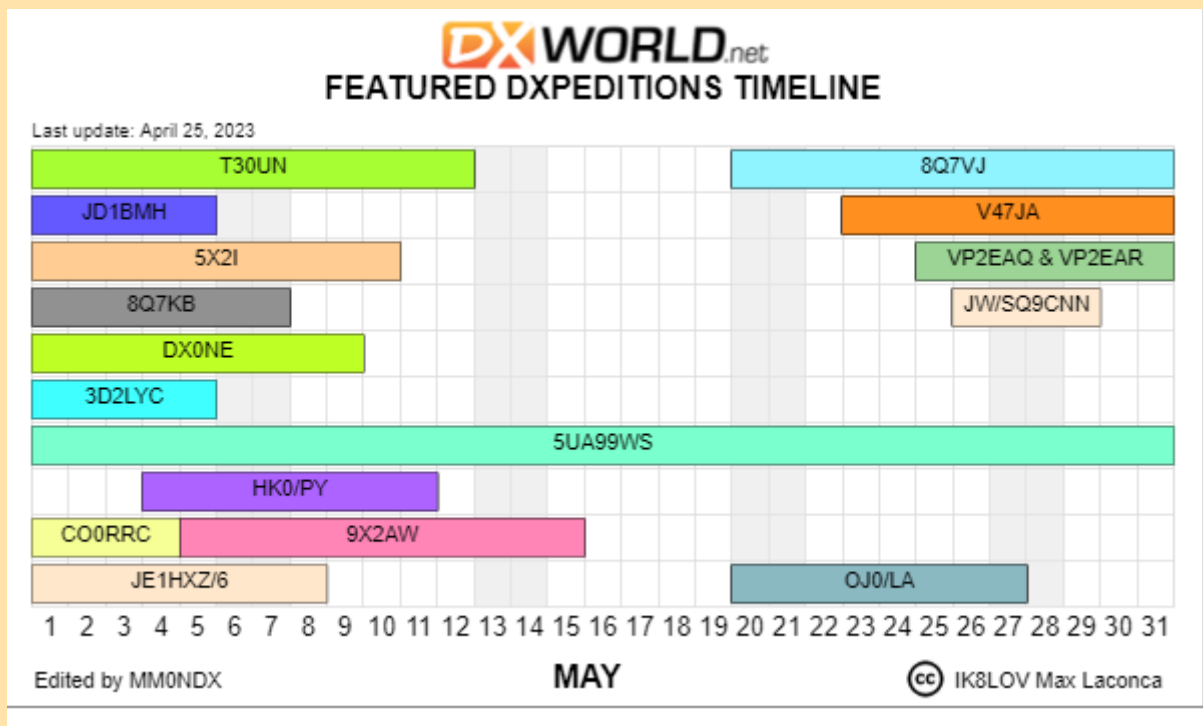 DX WORLD.net
FEATURED DXPEDITIONS TIMELINE
Last update: April 25, 2023
T30UN 8Q7VJ
JD1BMH V47JA
5X2I VP2EAQ & VP2EAR
8Q7KB JW/SQ9CNN
DX0NE
3D2LYC
5UA99WS
HK0/PY
CO0RRC 9X2AW
JE1HXZ/6 OJ0/LA
1 2 3 4 5 6 7 8 9 10 11 12 13 14 15 16 17 18 19 20 21 22 23 24 25 26 27 28 29 30 31
Edited by MM0NDX MAY cc IK8LOV Max Laconca